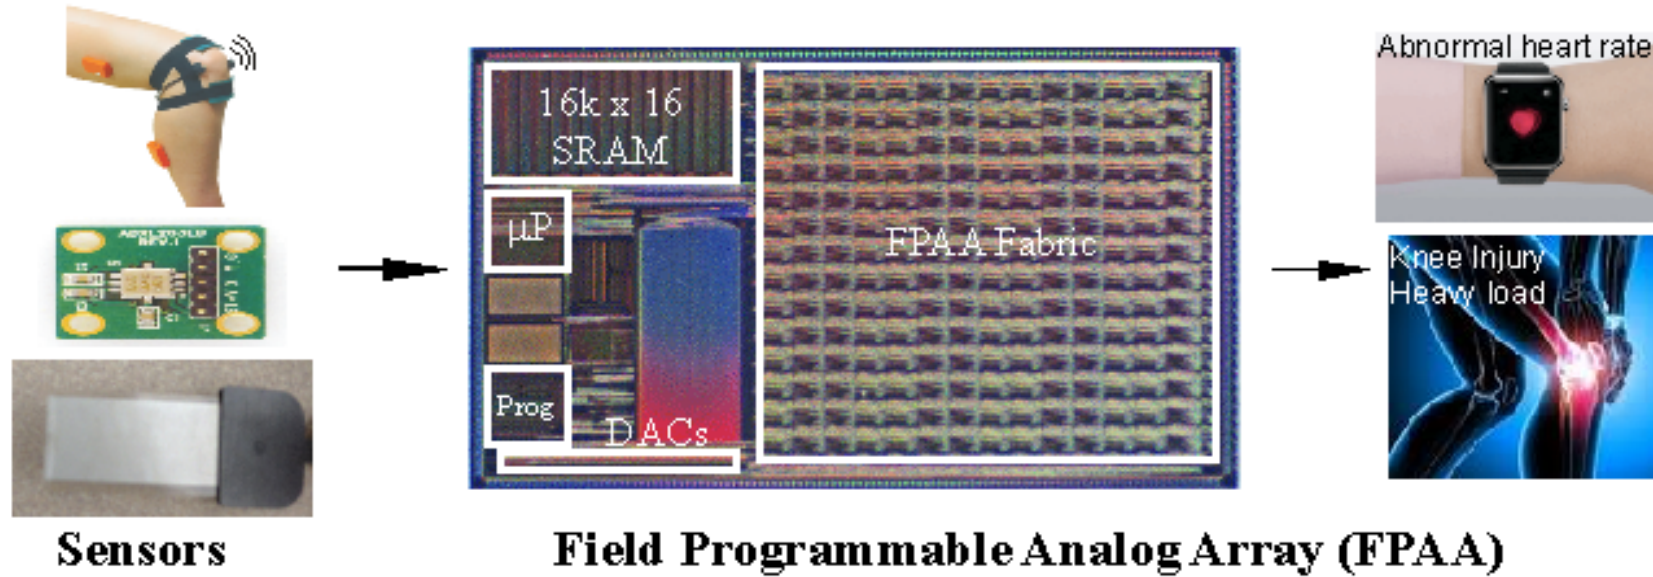 16k x 16
SRAM
µP
Prog
DACs
FPAA Fabric
Abnormal heart rate
Knee Injury
Heavy load
Sensors
Field Programmable Analog Array (FPAA)